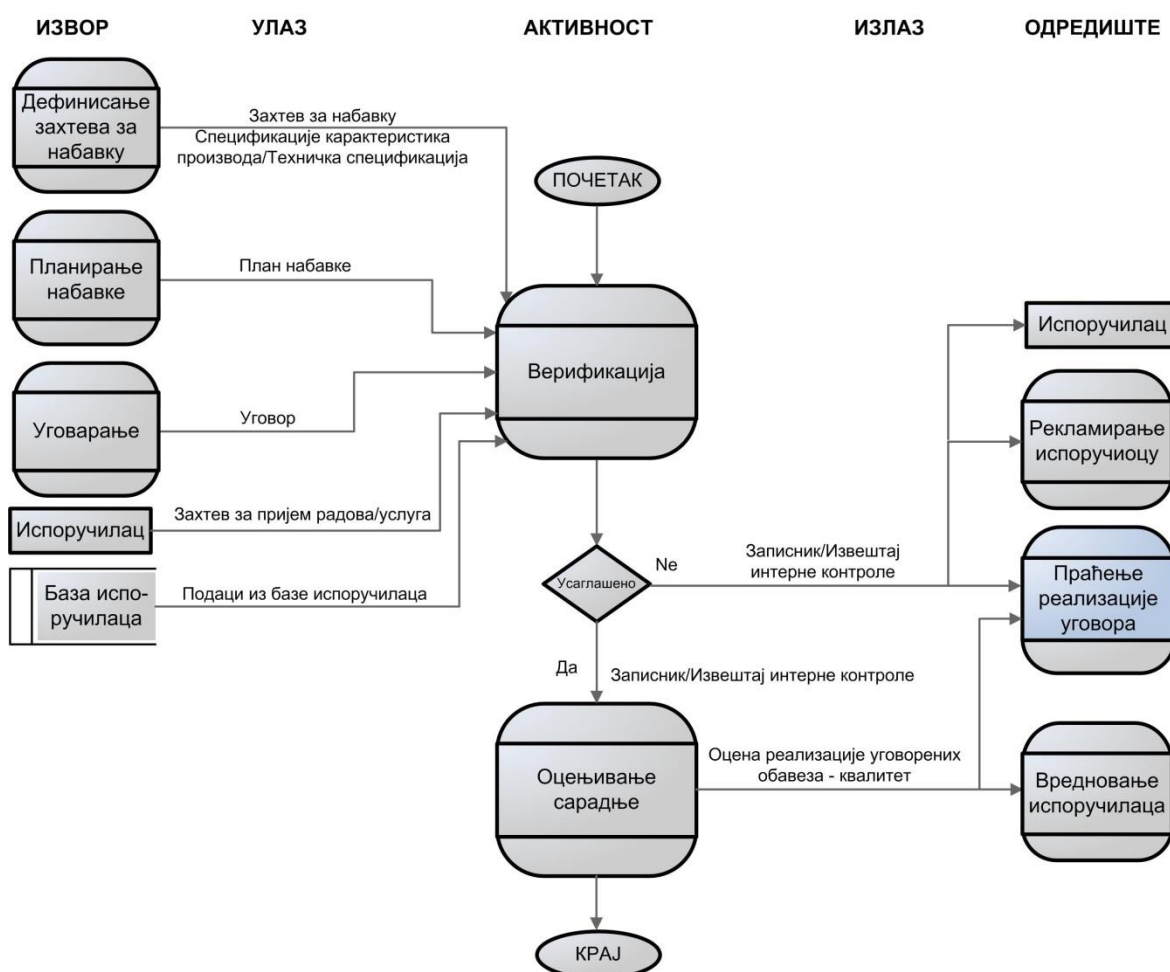 ИЗВОР
УЛАЗ
АКТИВНОСТ
ИЗЛАЗ
ОДРЕДИШТЕ
Дефинисање
захтева за
набавку
Захтев за набавку
Спецификације карактеристика
производа/Техничка спецификација
ПОЧЕТАК
Планирање
набавке
План набавке
Верификација
Испоручилац
Уговарање
Уговор
Рекламирање
испоручиоцу
Испоручилац
Захтев за пријем радова/услуга
База испо-
ручилаца
Подаци из базе испоручилаца
Усаглашено
Ne
Записник/Извештај
интерне контроле
Праћење
реализације
уговора
Да
Записник/Извештај интерне контроле
Оцењивање
сарадње
Оцена реализације уговорених
обавеза - квалитет
Вредновање
испоручилаца
КРАЈ